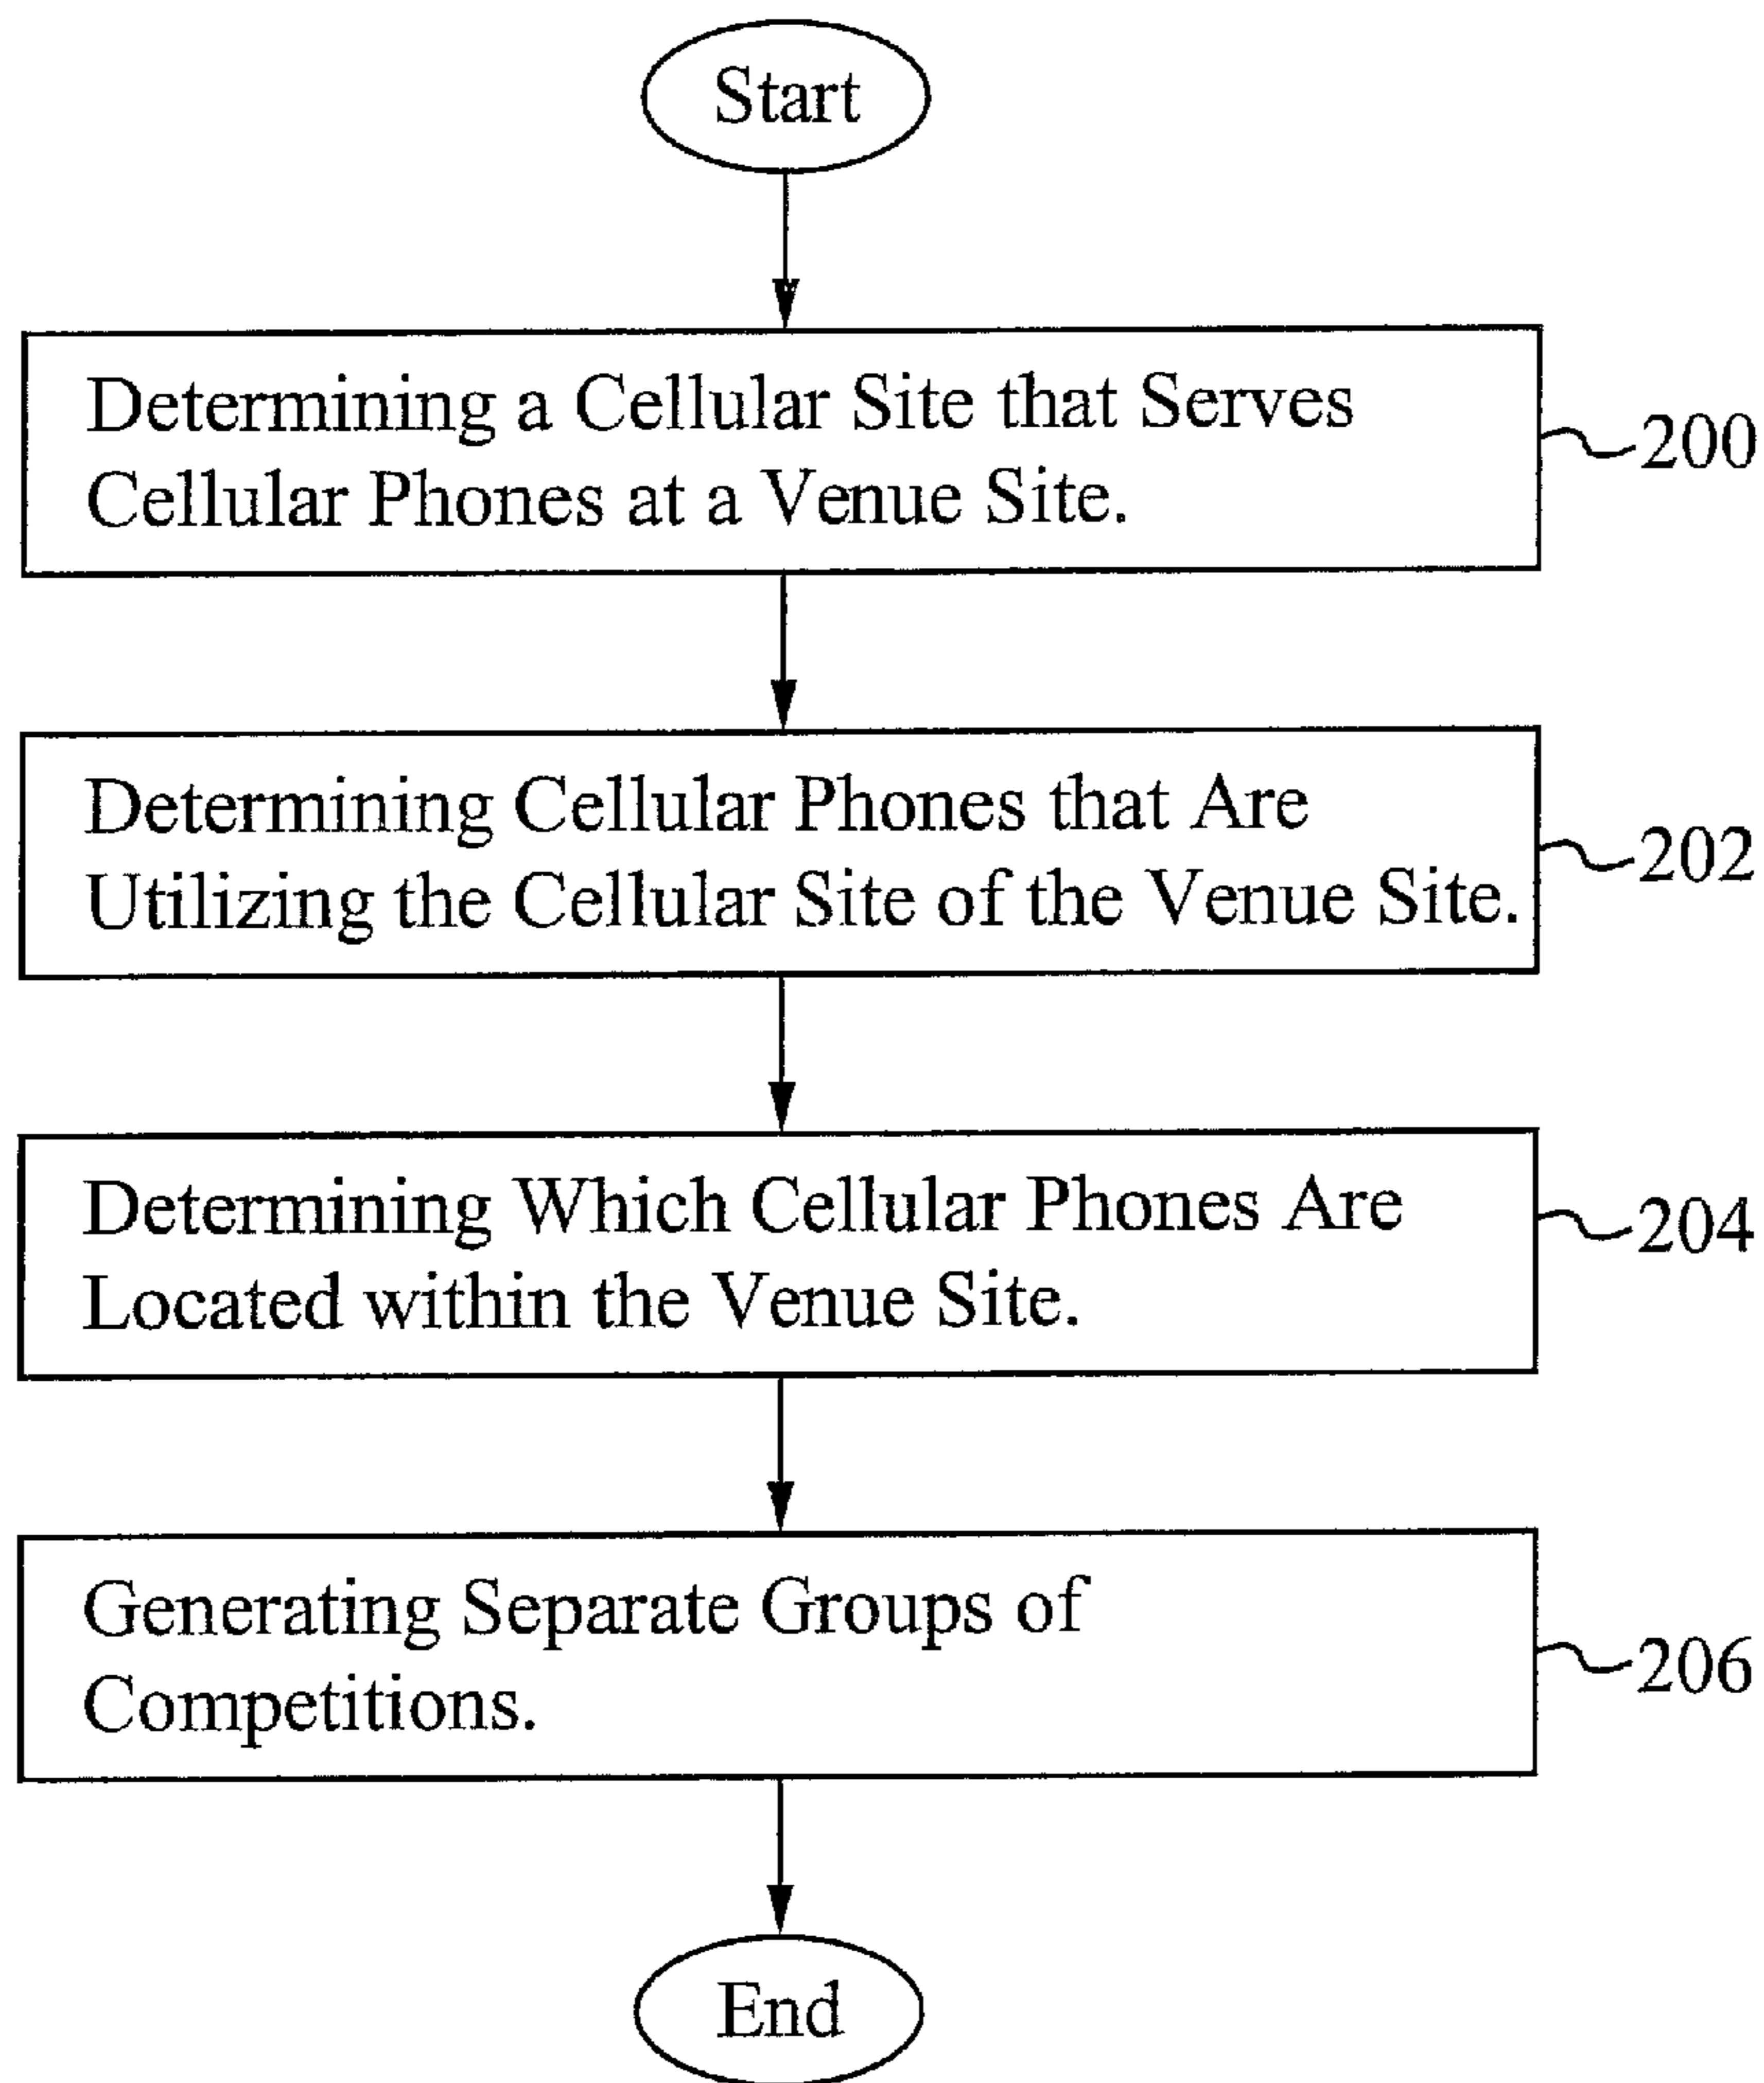 Start
Determining a Cellular Site that Serves
Cellular Phones at a Venue Site.
200
Determining Cellular Phones that Are
Utilizing the Cellular Site of the Venue Site.
202
Determining Which Cellular Phones Are
Located within the Venue Site.
204
Generating Separate Groups of
Competitions.
206
End